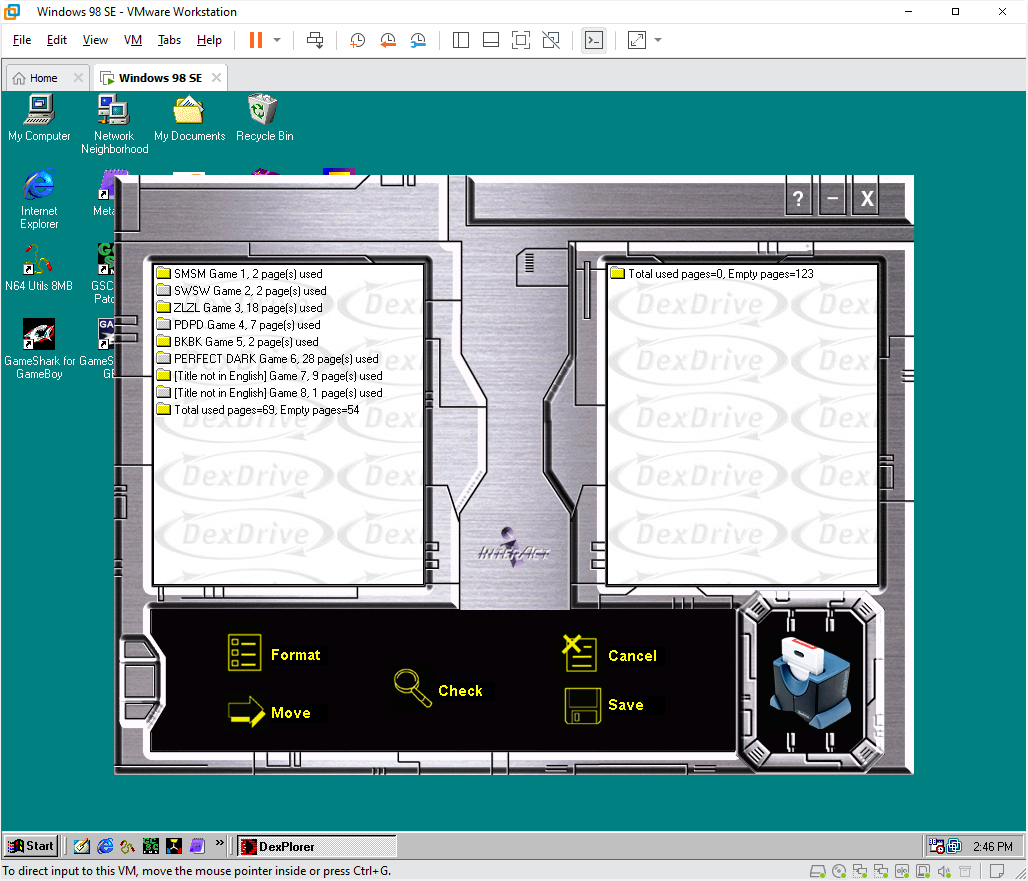 Windows 98 SE - VMware Workstation
File Edit View VM Tabs Help
Home
Windows 98 SE
My Computer
Network Neighborhood
My Documents
Recycle Bin
Internet Explorer
Meta
N64 Utils 8MB
GSC
Patc
GameShark for GameBoy
GameS
GB
? – X
SMSM Game 1, 2 page(s) used
SWSW Game 2, 2 page(s) used
ZLZL Game 3, 18 page(s) used
PDPD Game 4, 7 page(s) used
BKBK Game 5, 2 page(s) used
PERFECT DARK Game 6, 28 page(s) used
[Title not in English] Game 7, 9 page(s) used
[Title not in English] Game 8, 1 page(s) used
Total used pages=69, Empty pages=54
Total used pages=0, Empty pages=123
DexDrive
INTERACT
Format
Move
Check
Cancel
Save
Start
»
DexPlorer
2:46 PM
To direct input to this VM, move the mouse pointer inside or press Ctrl+G.